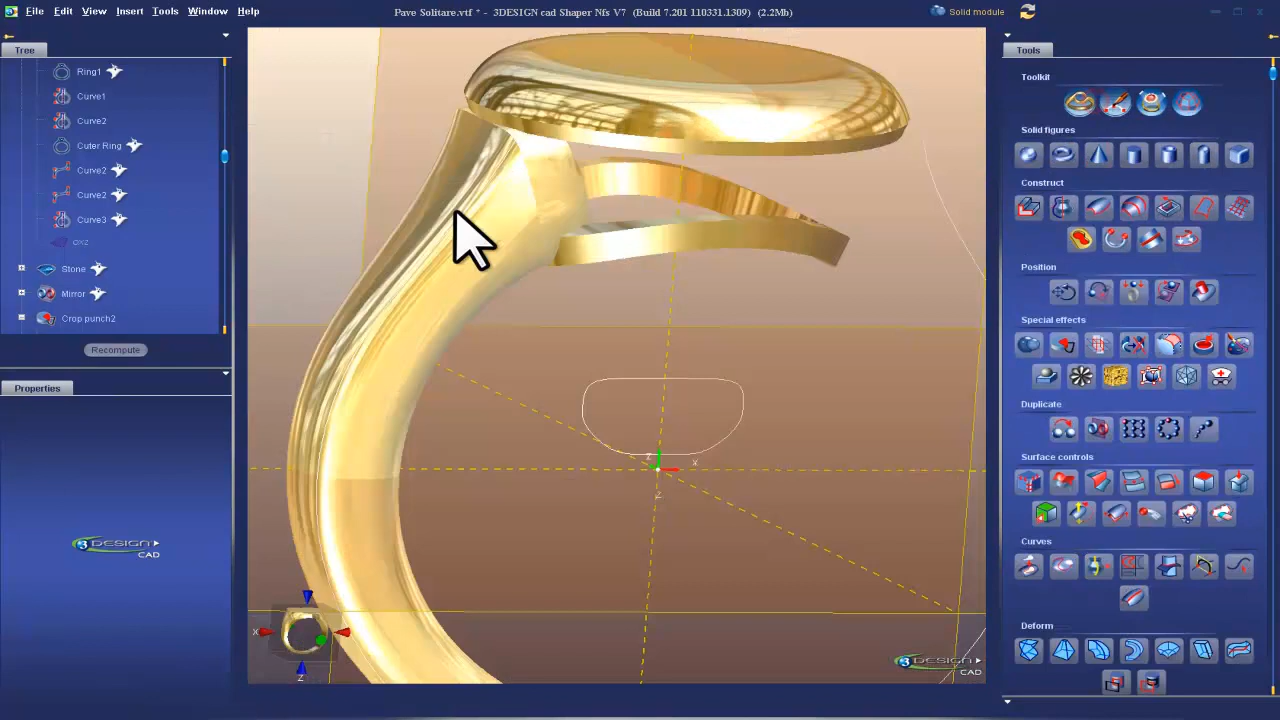 File Edit View Insert Tools Window Help
Pave Solitare.vtf * - 3DESIGN cad Shaper Nfs V7 (Build 7.201 110331.1309) (2.2Mb)
Solid module
Tree
Ring1
Curve1
Curve2
Outer Ring
Curve2
Curve2
Curve3
OXZ
Stone
Mirror
Crop punch2
Recompute
Properties
3DESIGN
CAD
Z
X
Z
X
Z
3DESIGN
CAD
Tools
Toolkit
Solid figures
Construct
Position
Special effects
Duplicate
Surface controls
Curves
Deform